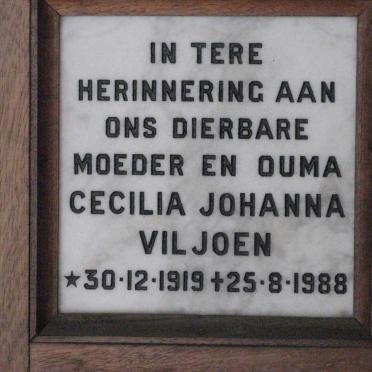 IN TERE
HERINNERING AAN
ONS DIERBARE
MOEDER EN OUMA
CECILIA JOHANNA
VILJOEN
★30·12·1919 ✝25·8·1988